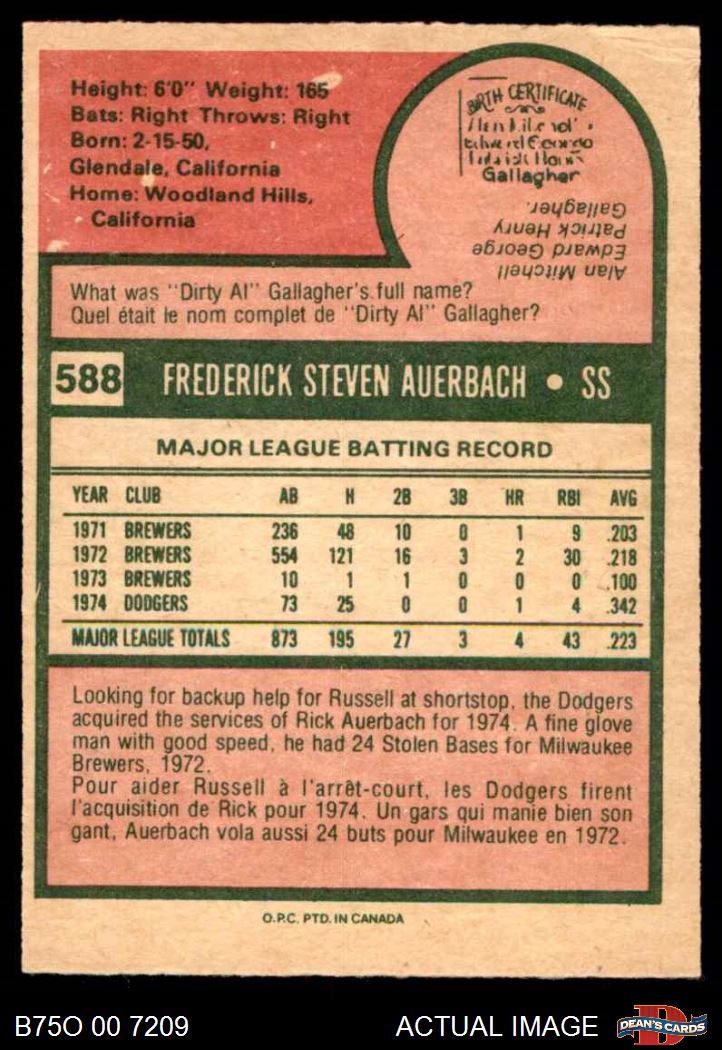 Height: 6'0" Weight: 165
Bats: Right Throws: Right
Born: 2-15-50,
Glendale, California
Home: Woodland Hills,
California
BIRTH CERTIFICATE
Gallagher
Alan Mitchell
Edward George
Patrick Henry
Gallagher.
What was "Dirty Al" Gallagher's full name?
Quel était le nom complet de "Dirty Al" Gallagher?
588 FREDERICK STEVEN AUERBACH • SS
MAJOR LEAGUE BATTING RECORD
YEAR CLUB AB H 2B 3B HR RBI AVG
1971 BREWERS 236 48 10 0 1 9 .203
1972 BREWERS 554 121 16 3 2 30 .218
1973 BREWERS 10 1 1 0 0 0 .100
1974 DODGERS 73 25 0 0 1 4 .342
MAJOR LEAGUE TOTALS 873 195 27 3 4 43 .223
Looking for backup help for Russell at shortstop, the Dodgers
acquired the services of Rick Auerbach for 1974. A fine glove
man with good speed, he had 24 Stolen Bases for Milwaukee
Brewers, 1972.
Pour aider Russell à l'arrêt-court, les Dodgers firent
l'acquisition de Rick pour 1974. Un gars qui manie bien son
gant, Auerbach vola aussi 24 buts pour Milwaukee en 1972.
O.P.C. PTD. IN CANADA
B75O 00 7209 ACTUAL IMAGE D DEAN'S CARDS